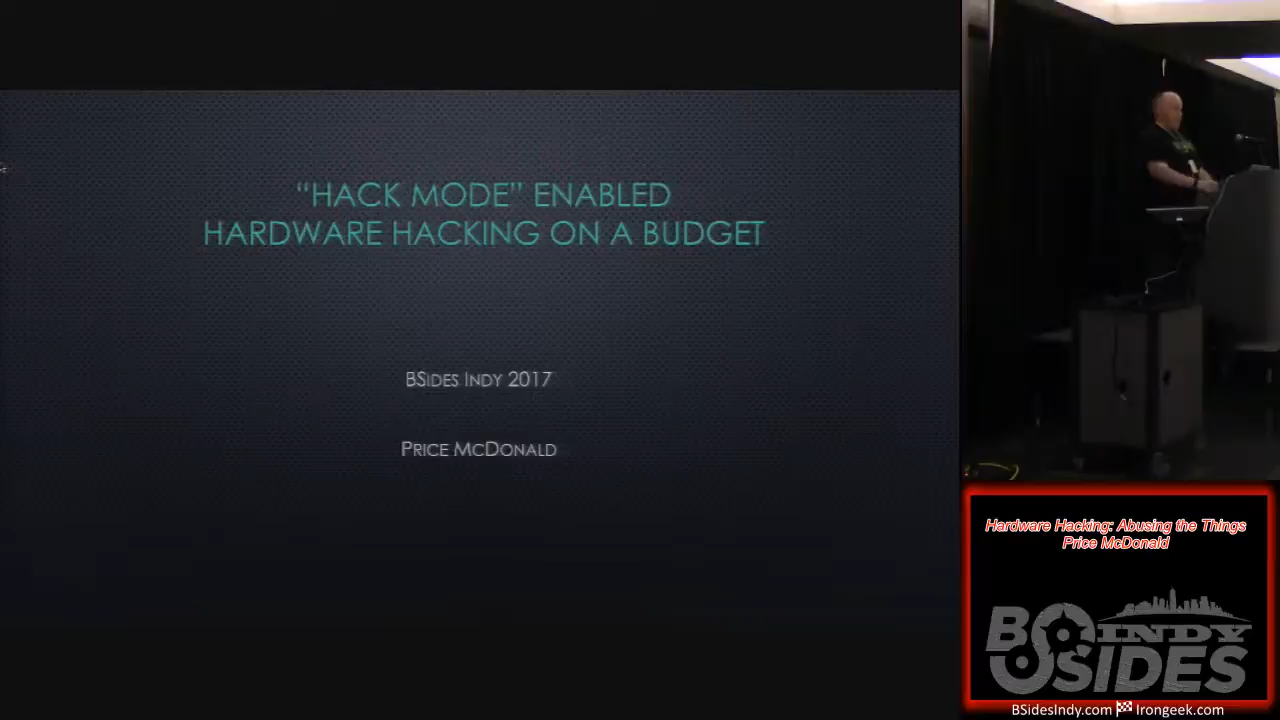 “HACK MODE” ENABLED
HARDWARE HACKING ON A BUDGET
BSIDES INDY 2017
PRICE MCDONALD
Hardware Hacking: Abusing the Things
Price McDonald
BSIDES INDY
BSidesIndy.com Irongeek.com